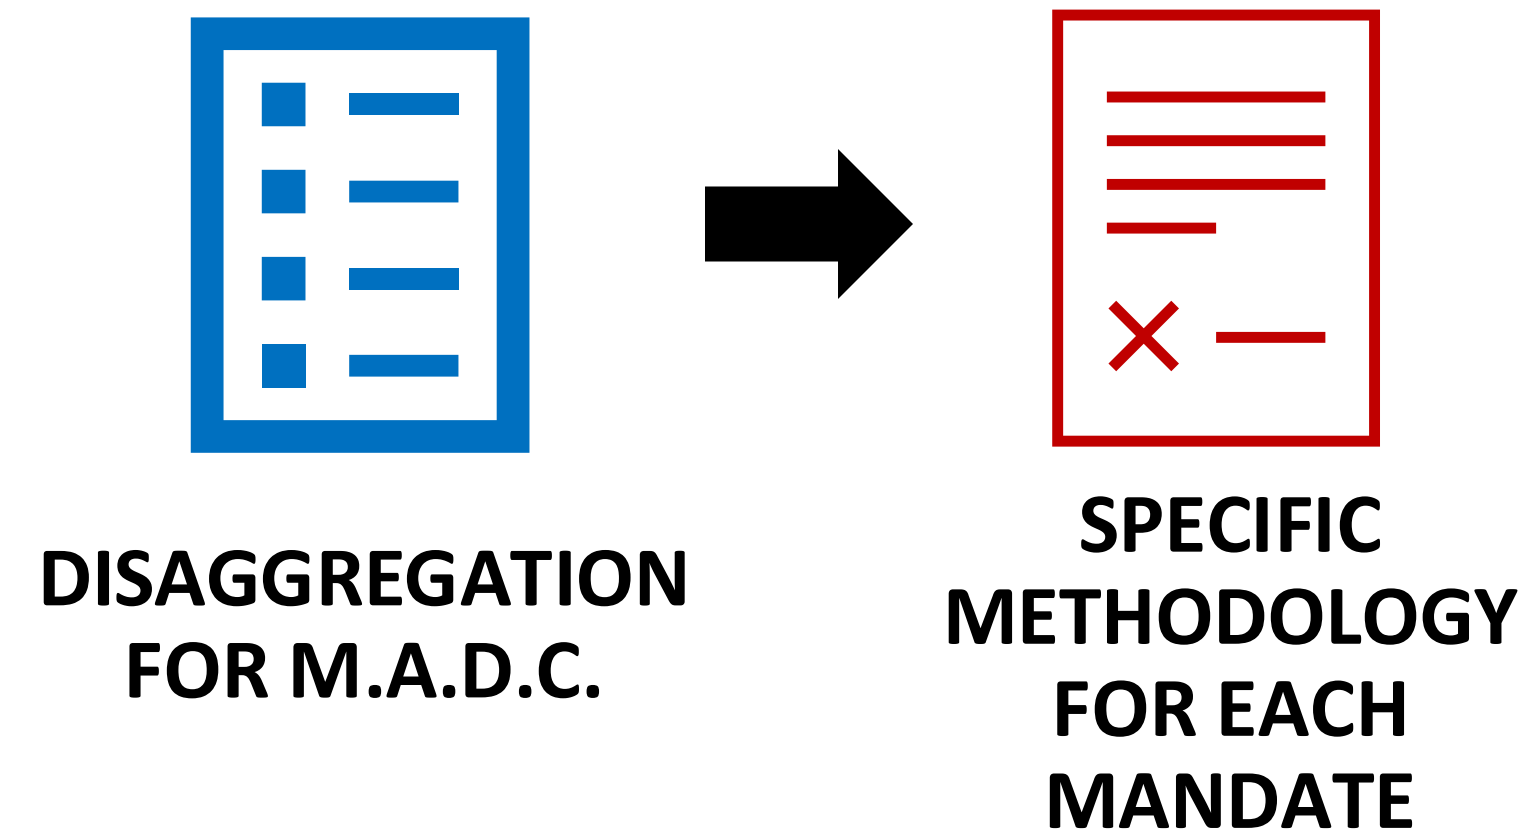 DISAGGREGATION
FOR M.A.D.C.
SPECIFIC
METHODOLOGY
FOR EACH
MANDATE